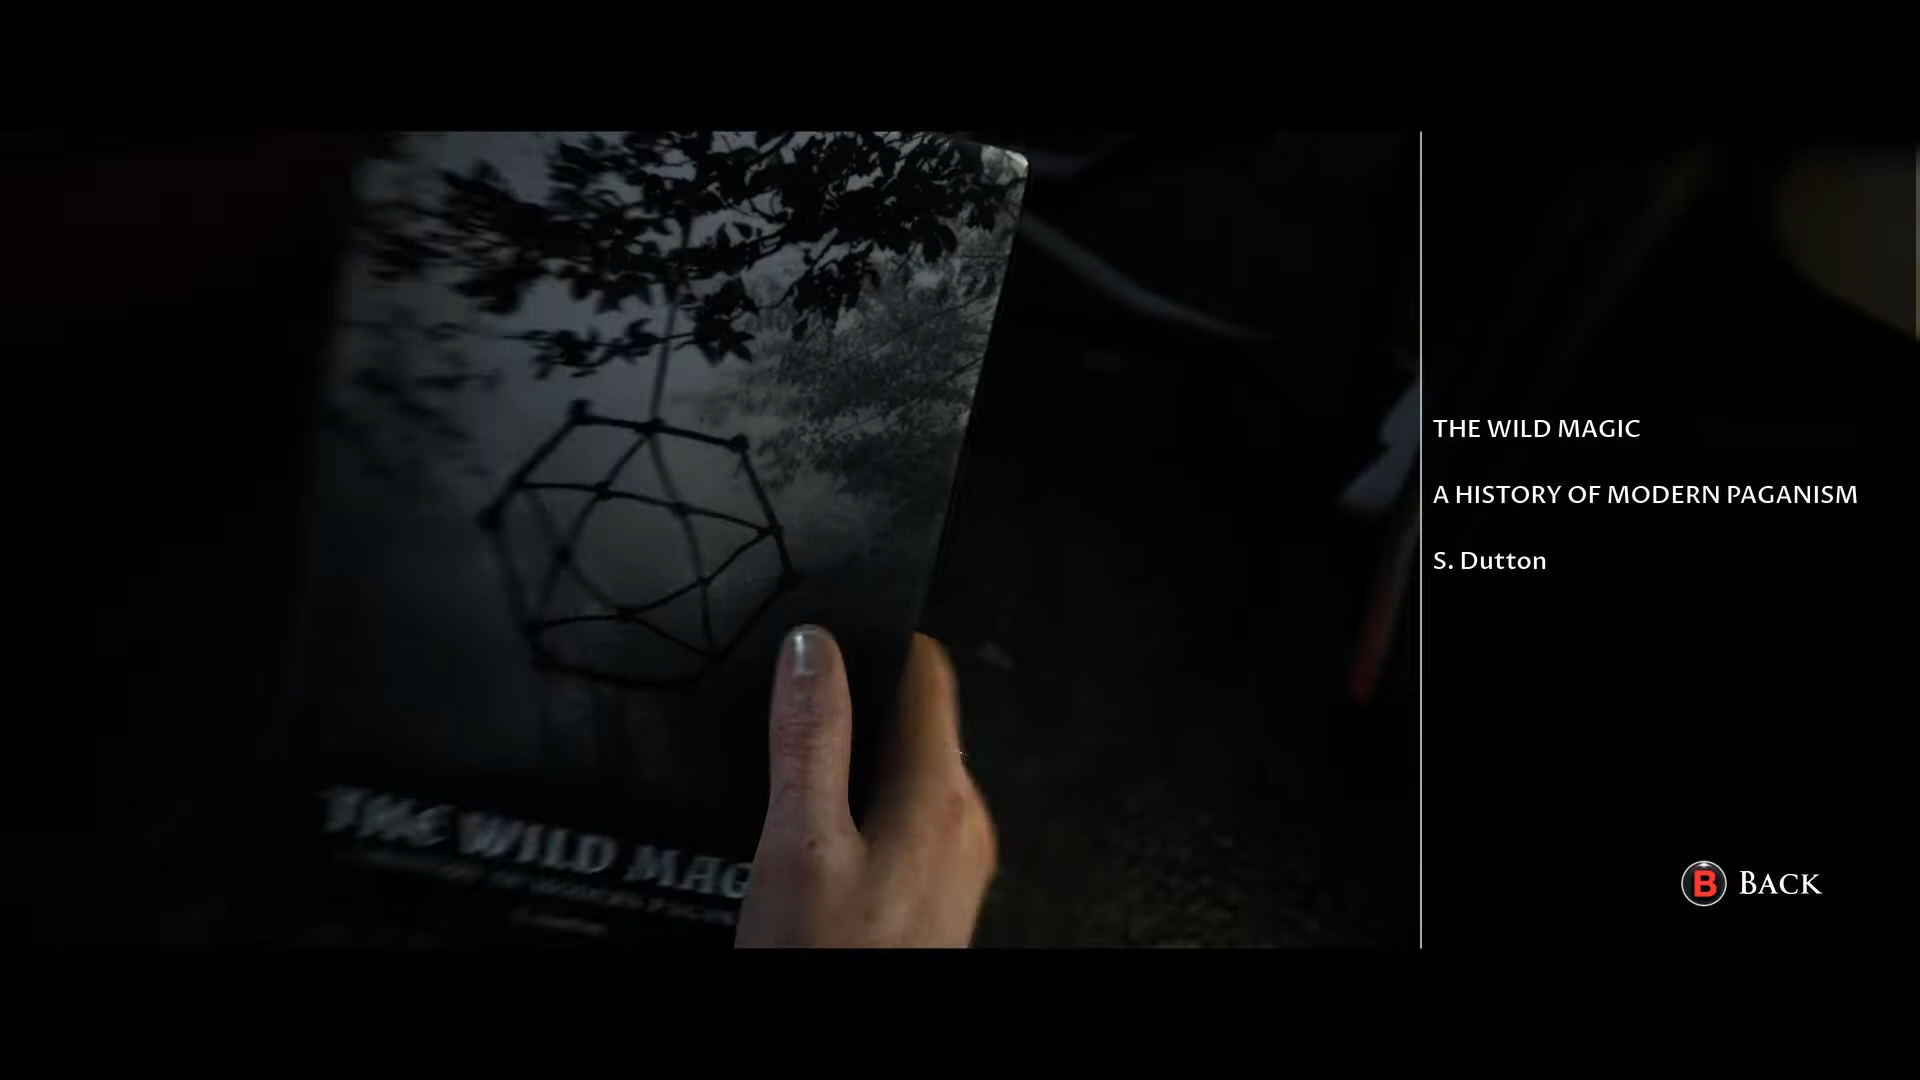 THE WILD MAG
THE WILD MAGIC
A HISTORY OF MODERN PAGANISM
S. Dutton
B BACK